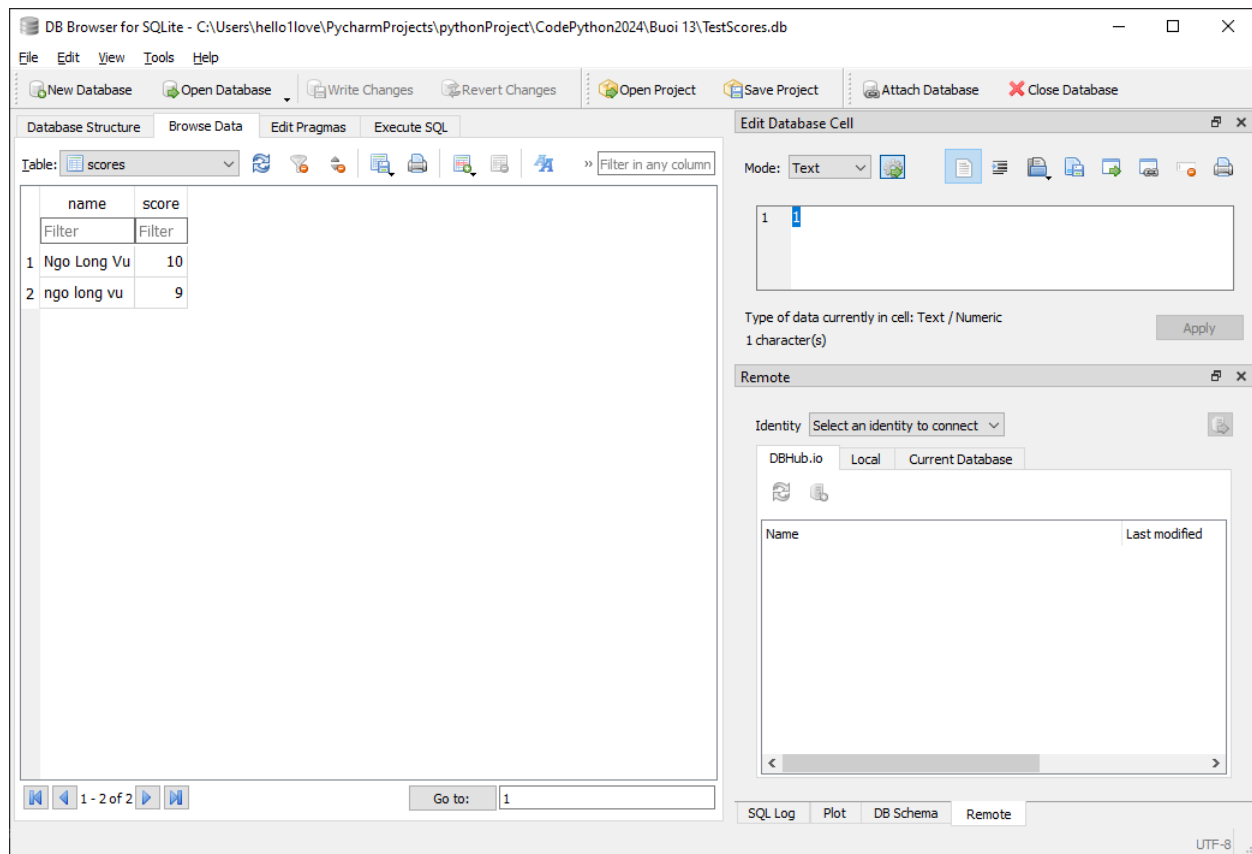 DB Browser for SQLite - C:\Users\hello1love\PycharmProjects\pythonProject\CodePython2024\Buoi 13\TestScores.db
File Edit View Tools Help
New Database Open Database Write Changes Revert Changes Open Project Save Project Attach Database Close Database
Database Structure Browse Data Edit Pragmas Execute SQL
Table: scores » Filter in any column
name score
Filter Filter
1 Ngo Long Vu 10
2 ngo long vu 9
1 - 2 of 2 Go to: 1
Edit Database Cell
Mode: Text
1 1
Type of data currently in cell: Text / Numeric
1 character(s)
Apply
Remote
Identity Select an identity to connect
DBHub.io Local Current Database
Name Last modified
SQL Log Plot DB Schema Remote
UTF-8